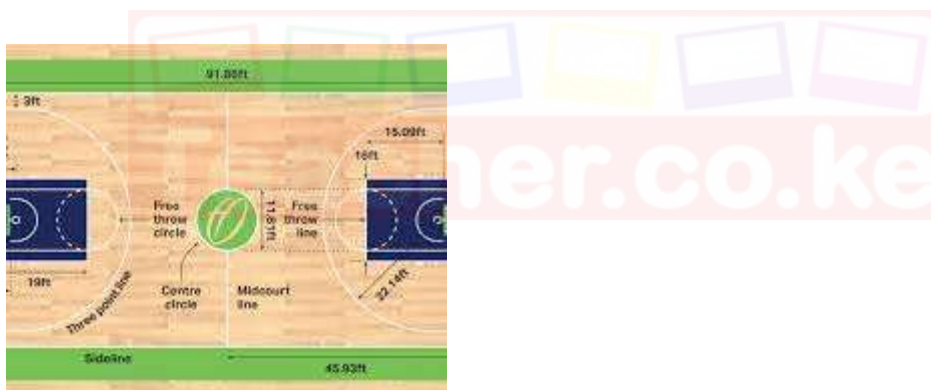 91.86ft
3ft
15.09ft
16ft
Free
throw
circle
11.81ft
Free
throw
line
19ft
Three point line
Centre
circle
Midcourt
line
22.14ft
Sideline
45.93ft
Teacher.co.ke